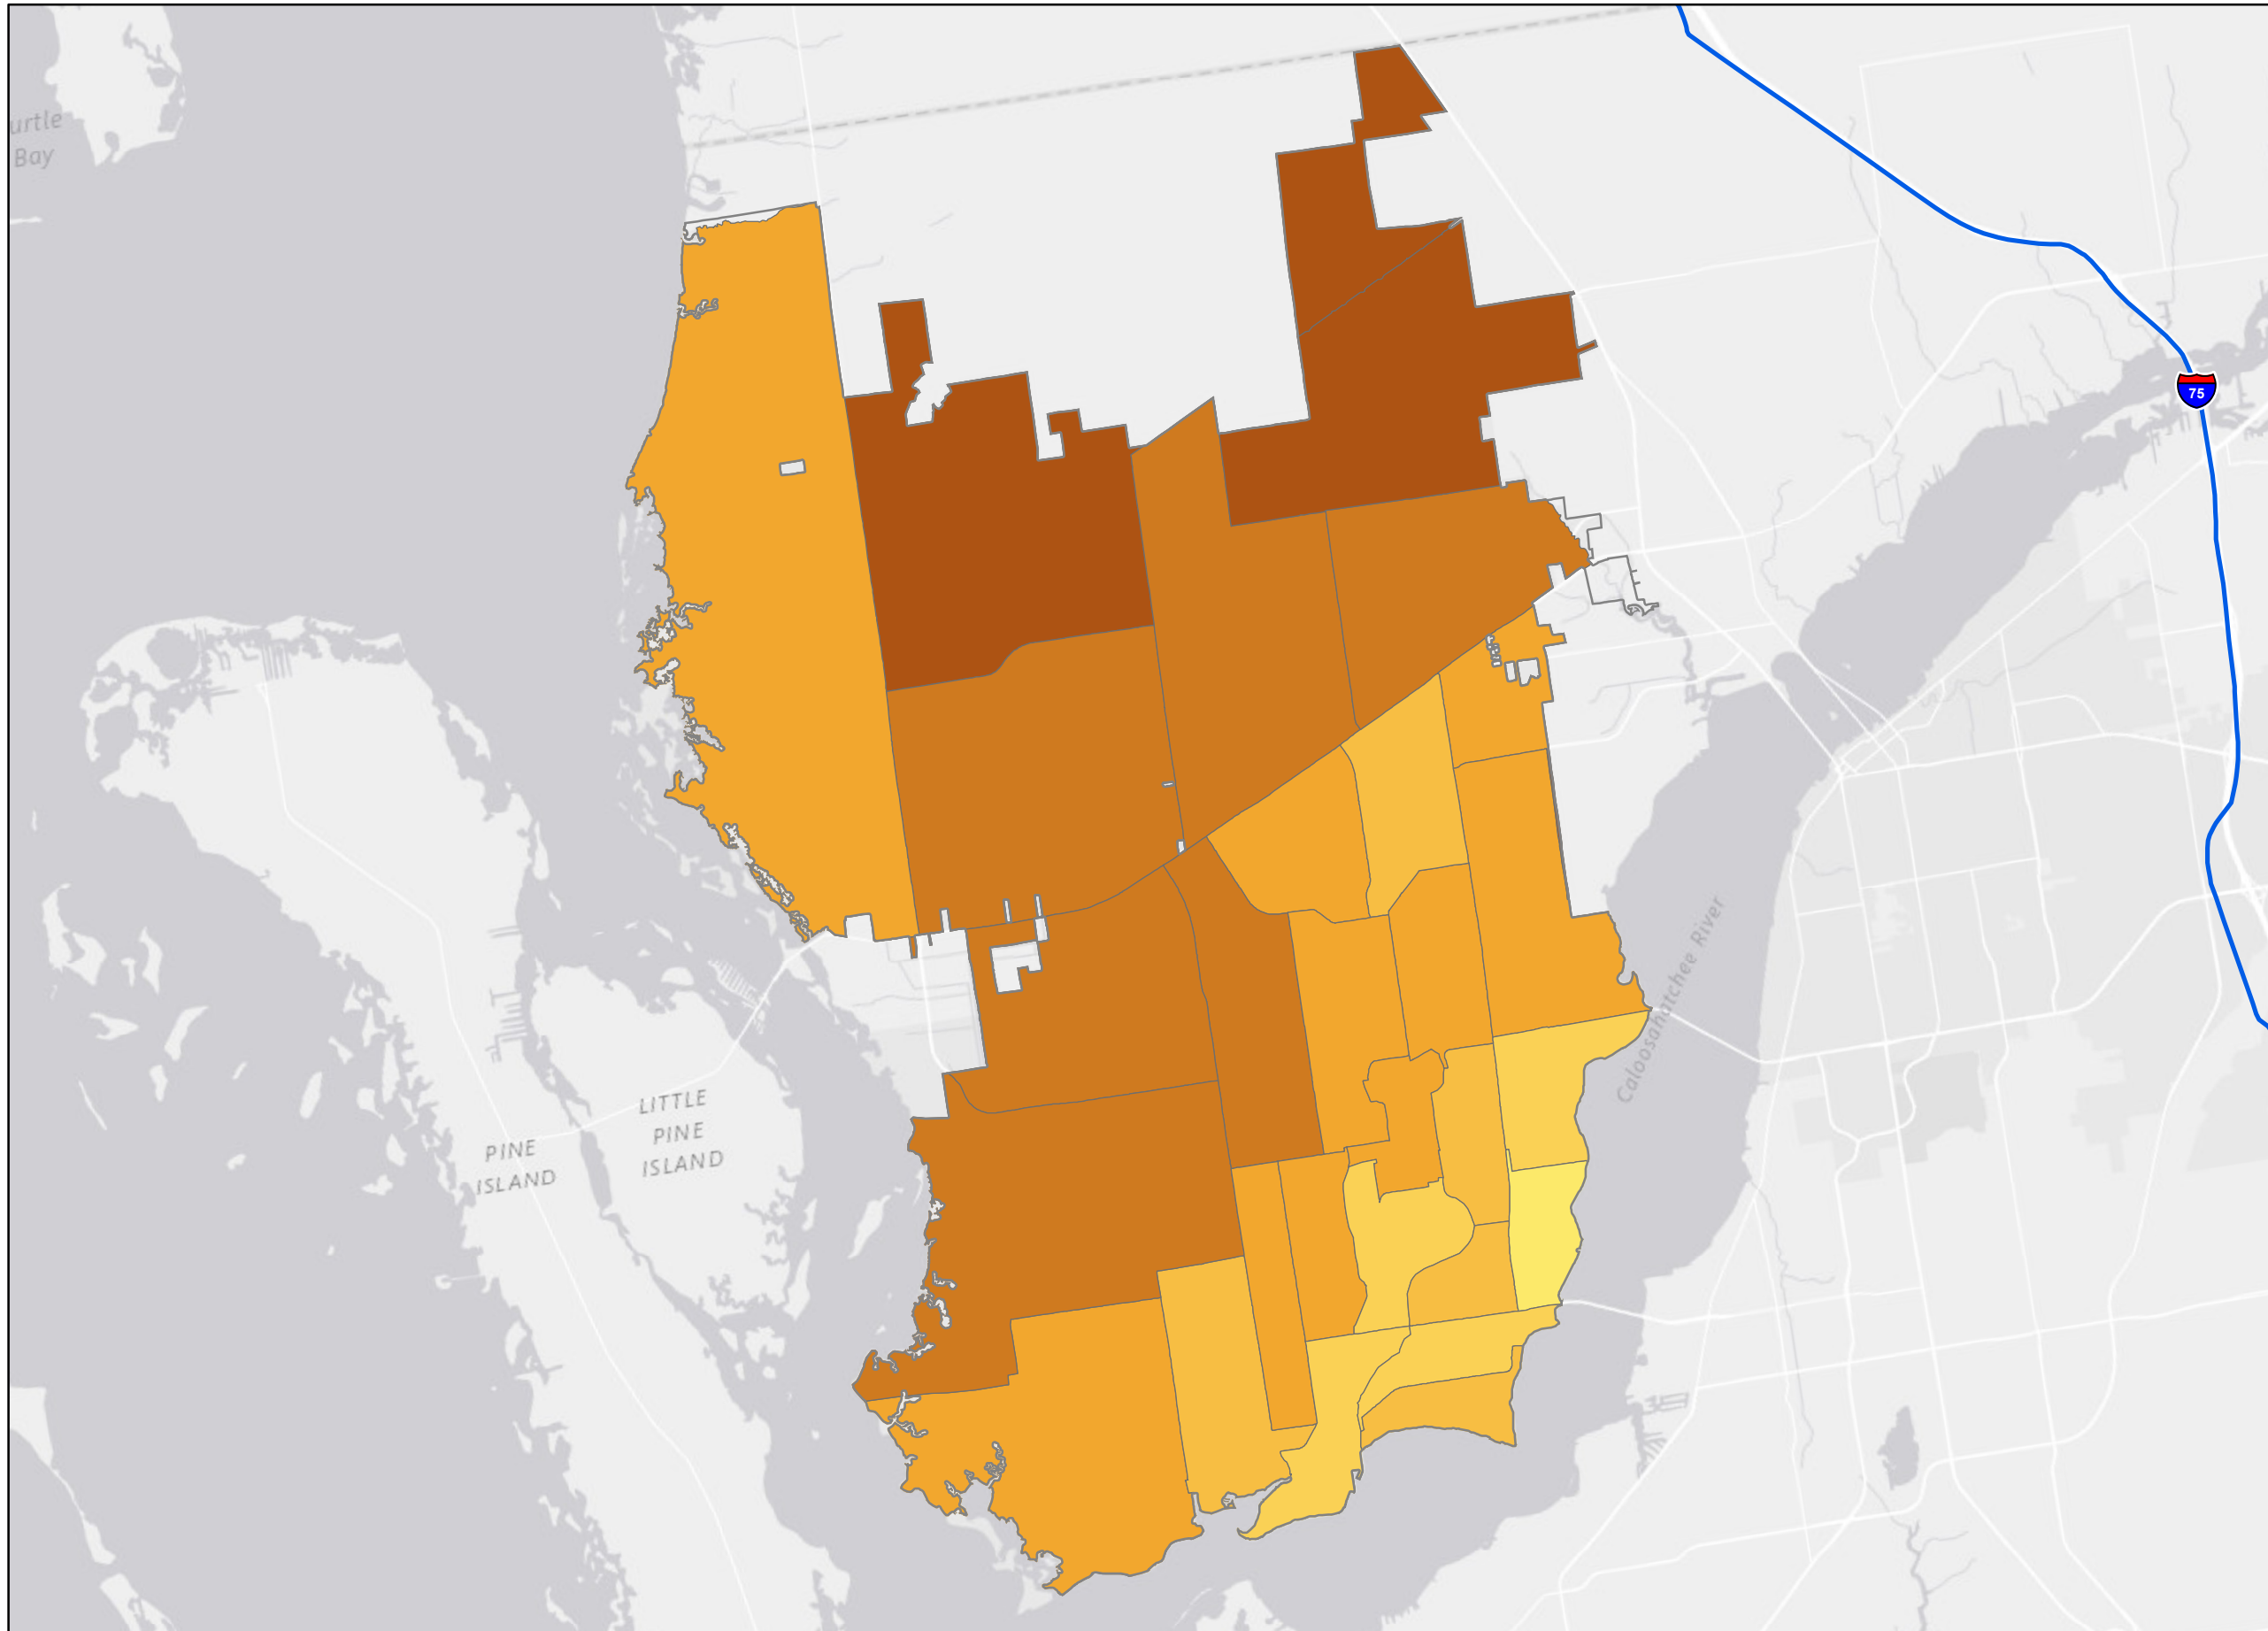 urtle
Bay
75
Caloosahatchee River
LITTLE
PINE
ISLAND
PINE
ISLAND